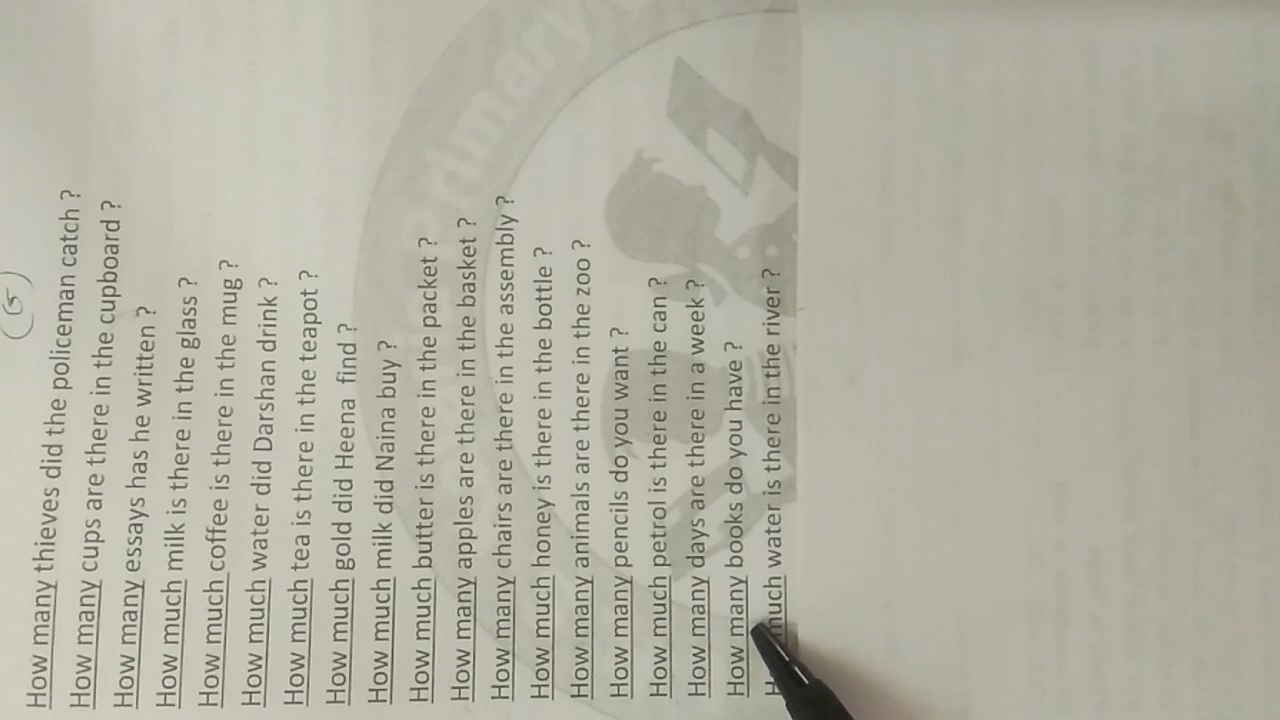 (5)
How many thieves did the policeman catch ?
How many cups are there in the cupboard ?
How many essays has he written ?
How much milk is there in the glass ?
How much coffee is there in the mug ?
How much water did Darshan drink ?
How much tea is there in the teapot ?
How much gold did Heena find ?
How much milk did Naina buy ?
How much butter is there in the packet ?
How many apples are there in the basket ?
How many chairs are there in the assembly ?
How much honey is there in the bottle ?
How many animals are there in the zoo ?
How many pencils do you want ?
How much petrol is there in the can ?
How many days are there in a week ?
How many books do you have ?
much water is there in the river ?
Primary